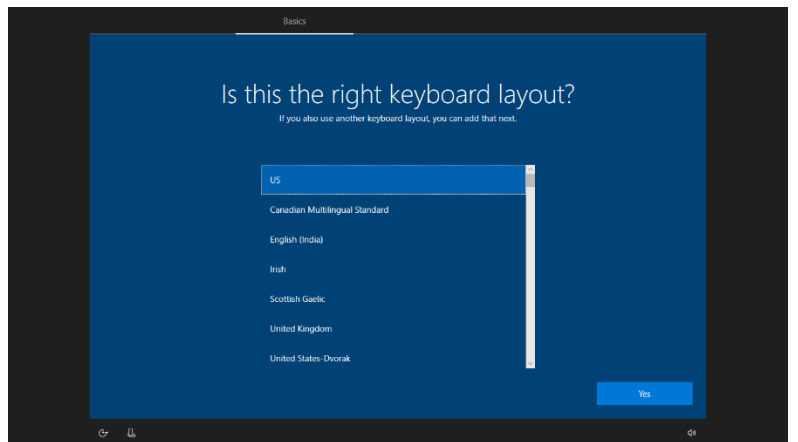 Basics
Is this the right keyboard layout?
If you also use another keyboard layout, you can add that next.
US
Canadian Multilingual Standard
English (India)
Irish
Scottish Gaelic
United Kingdom
United States-Dvorak
Yes